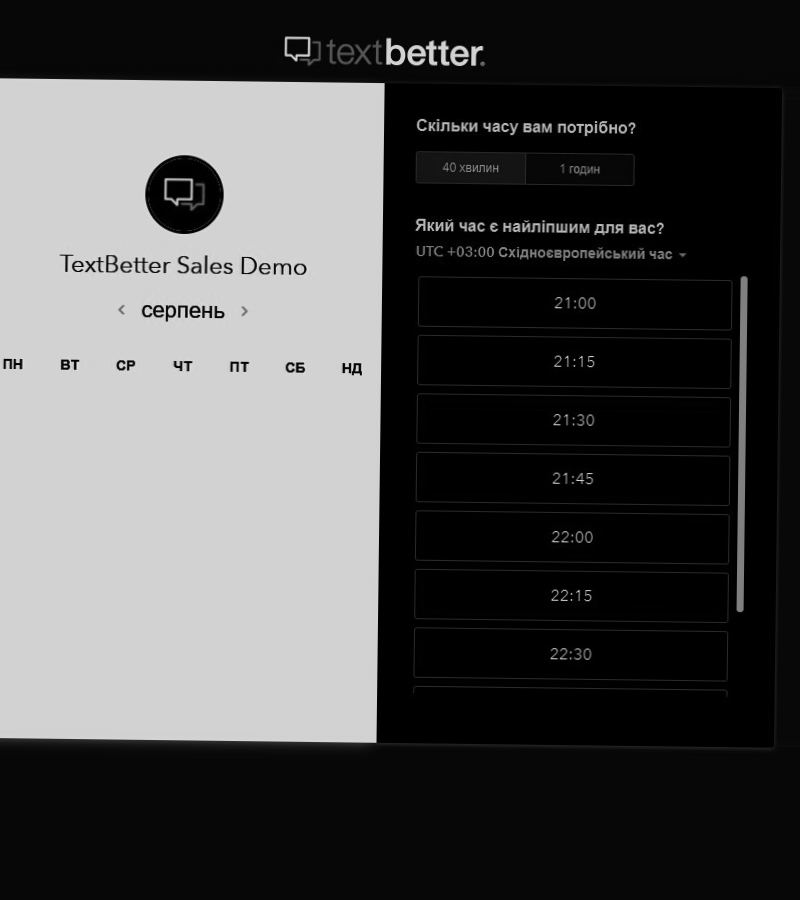 textbetter.
TextBetter Sales Demo
серпень
ПН ВТ СР ЧТ ПТ СБ НД
Скільки часу вам потрібно?
40 хвилин 1 годин
Який час є найліпшим для вас?
UTC +03:00 Східноєвропейський час
21:00
21:15
21:30
21:45
22:00
22:15
22:30